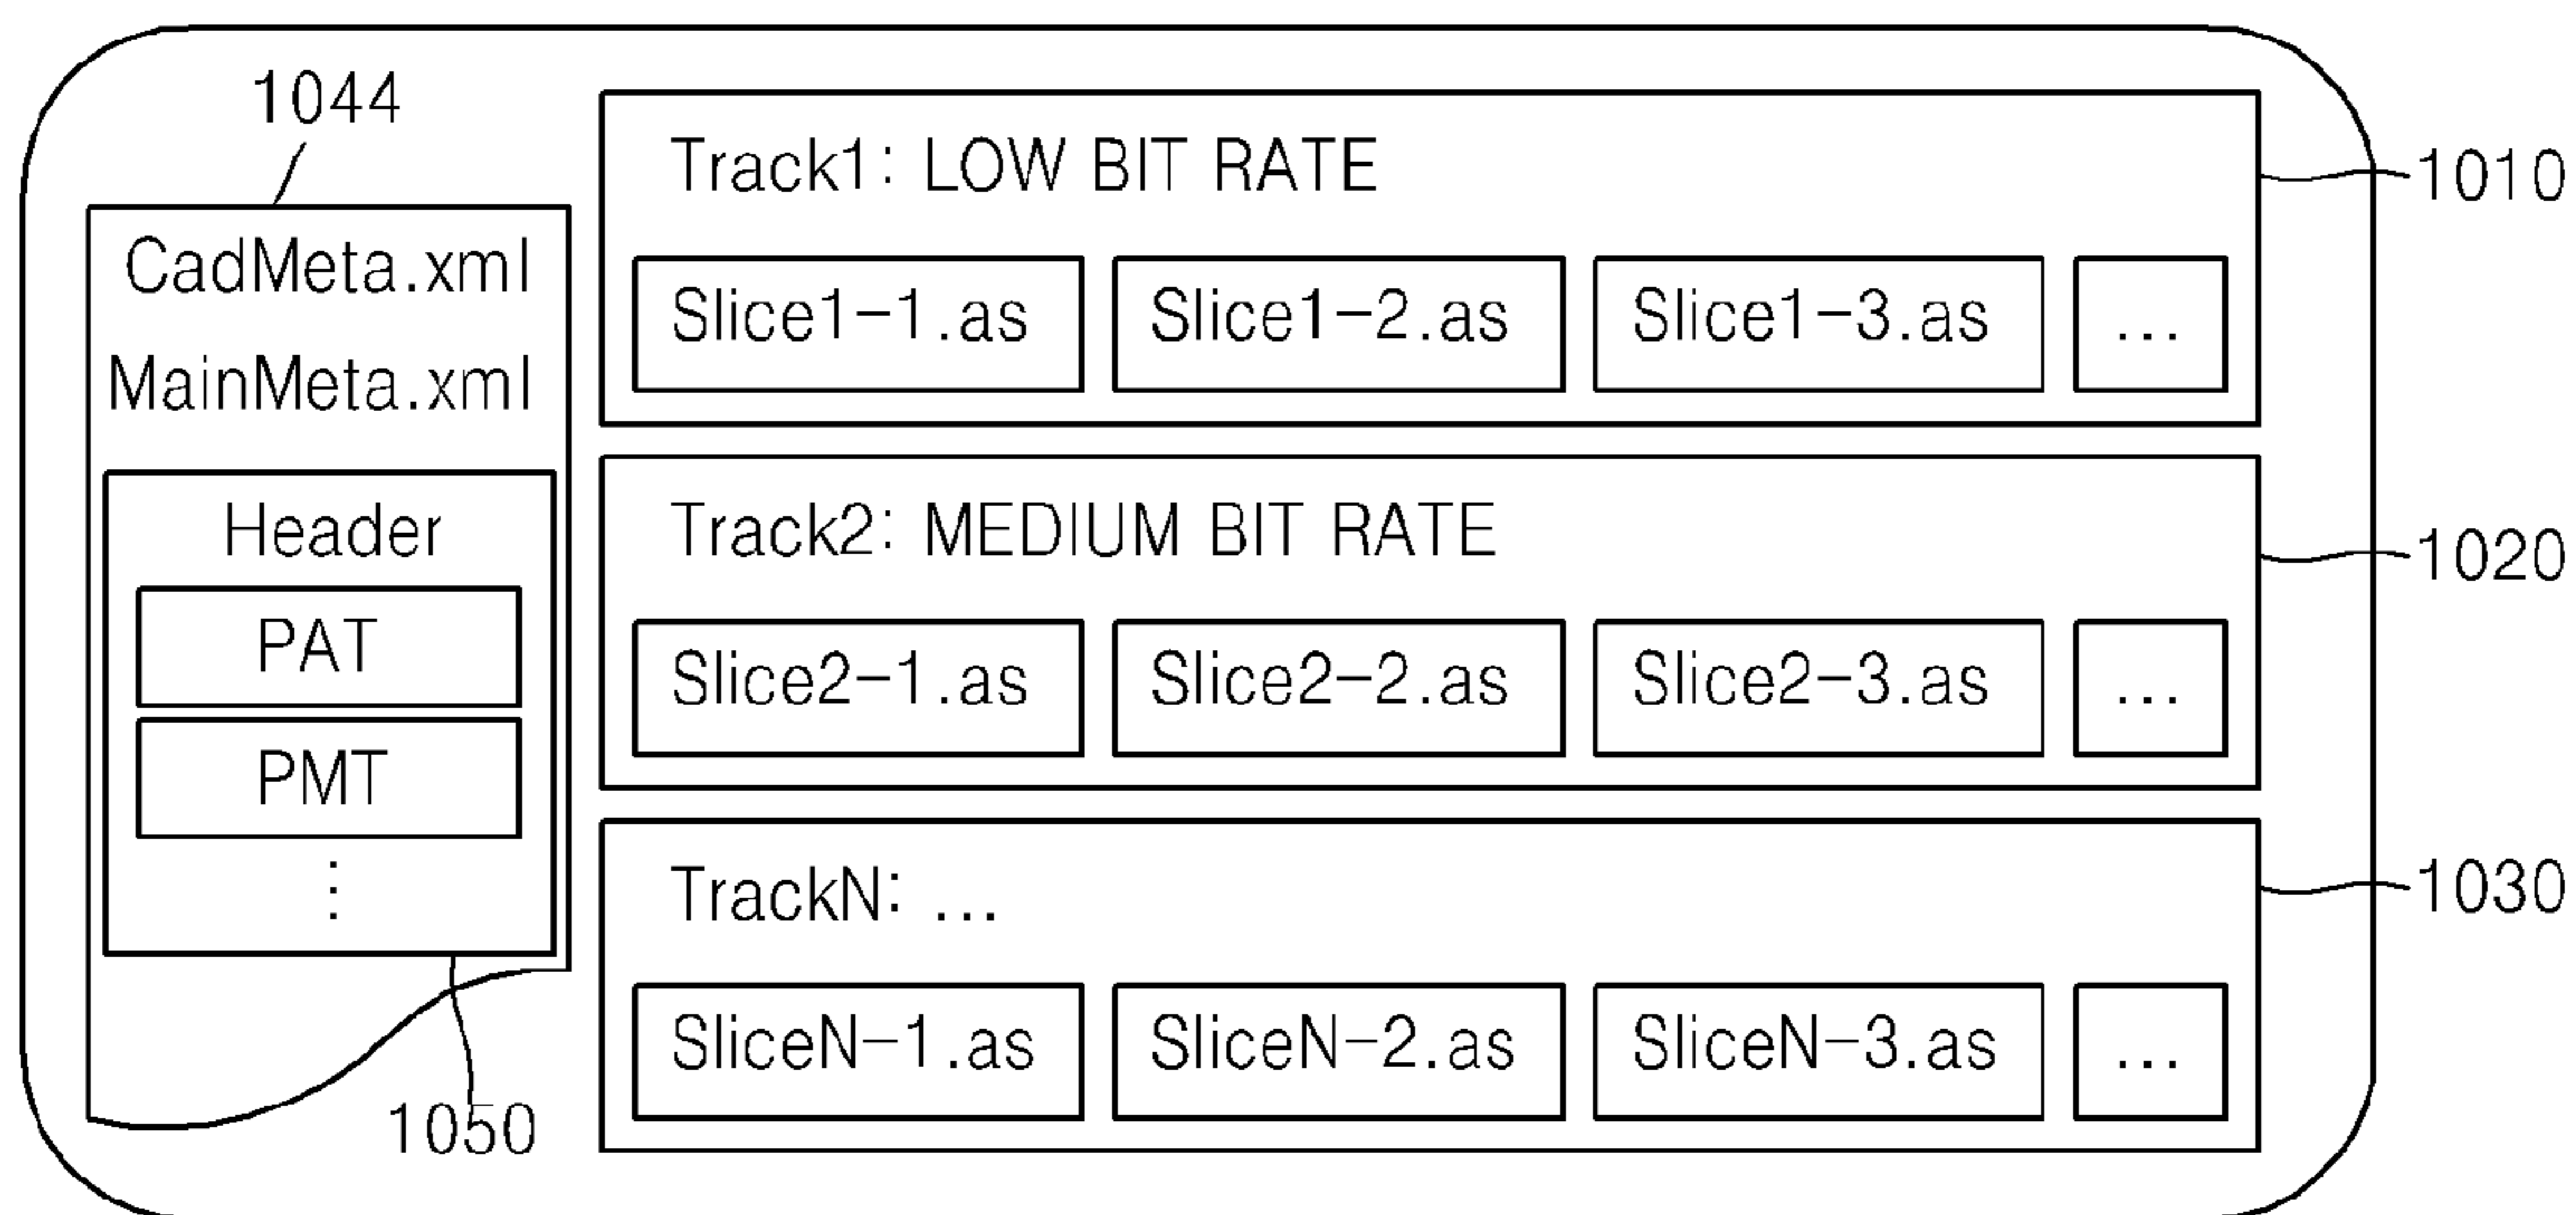 1044
CadMeta.xml
MainMeta.xml
Header
PAT
PMT
⋮
1050
Track1: LOW BIT RATE
Slice1-1.as
Slice1-2.as
Slice1-3.as
...
1010
Track2: MEDIUM BIT RATE
Slice2-1.as
Slice2-2.as
Slice2-3.as
...
1020
TrackN: ...
SliceN-1.as
SliceN-2.as
SliceN-3.as
...
1030